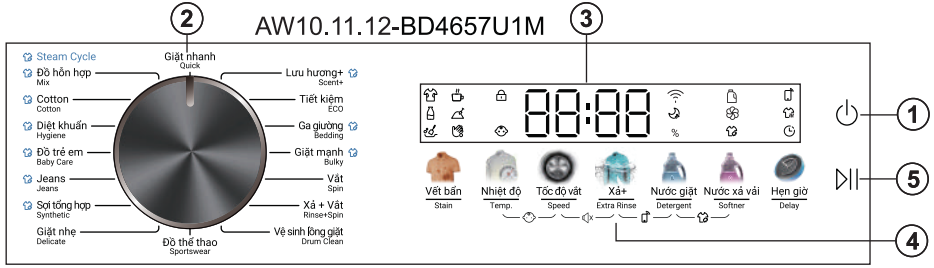 AW10.11.12-BD4657U1M
2
3
Steam Cycle
Giặt nhanh
Quick
Đồ hỗn hợp
Mix
Lưu hương+
Scent+
Cotton
Cotton
Tiết kiệm
ECO
Diệt khuẩn
Hygiene
Ga giường
Bedding
Đồ trẻ em
Baby Care
Giặt mạnh
Bulky
Jeans
Jeans
Vắt
Spin
Sợi tổng hợp
Synthetic
Xả + Vắt
Rinse+Spin
Giặt nhẹ
Delicate
Đồ thể thao
Sportswear
Vệ sinh lồng giặt
Drum Clean
88:88
%
1
Vết bẩn
Stain
Nhiệt độ
Temp.
Tốc độ vắt
Speed
Xả+
Extra Rinse
Nước giặt
Detergent
Nước xả vải
Softner
Hẹn giờ
Delay
5
4